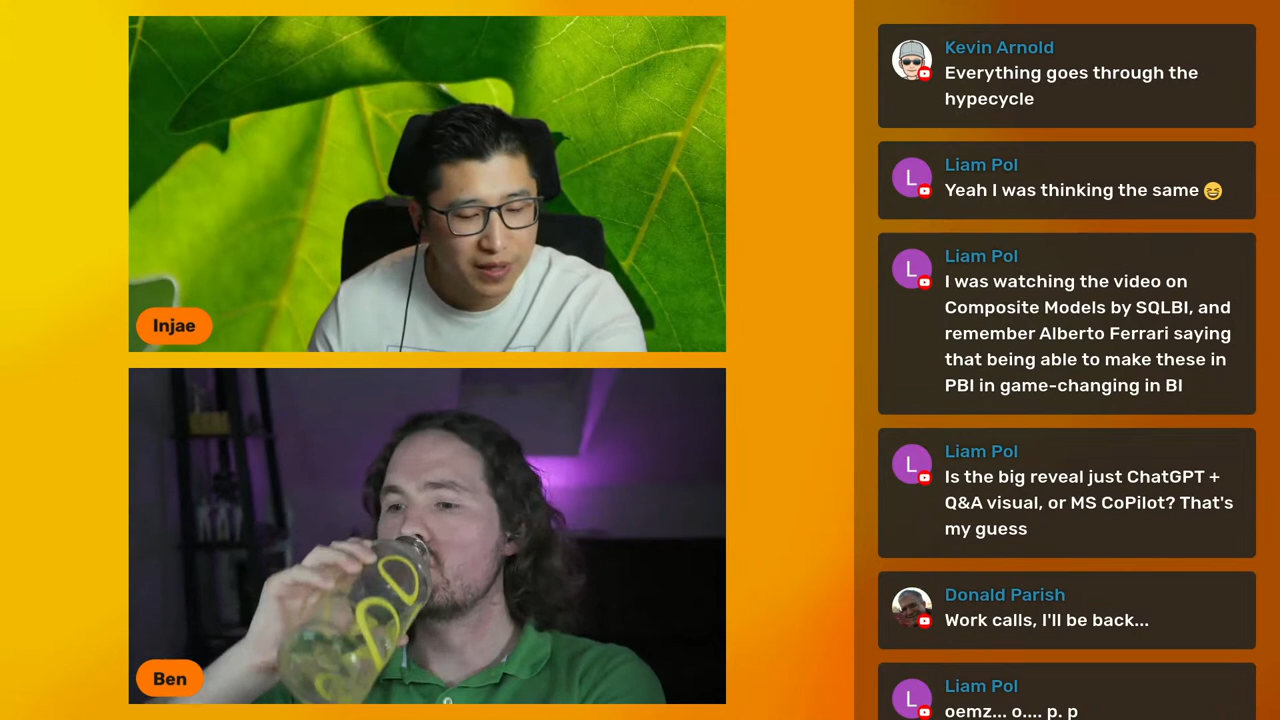 Injae
Ben
Kevin Arnold
Everything goes through the
hypecycle
L
Liam Pol
Yeah I was thinking the same 😆
L
Liam Pol
I was watching the video on
Composite Models by SQLBI, and
remember Alberto Ferrari saying
that being able to make these in
PBI in game-changing in BI
L
Liam Pol
Is the big reveal just ChatGPT +
Q&A visual, or MS CoPilot? That's
my guess
Donald Parish
Work calls, I'll be back...
L
Liam Pol
oemz... o.... p. p